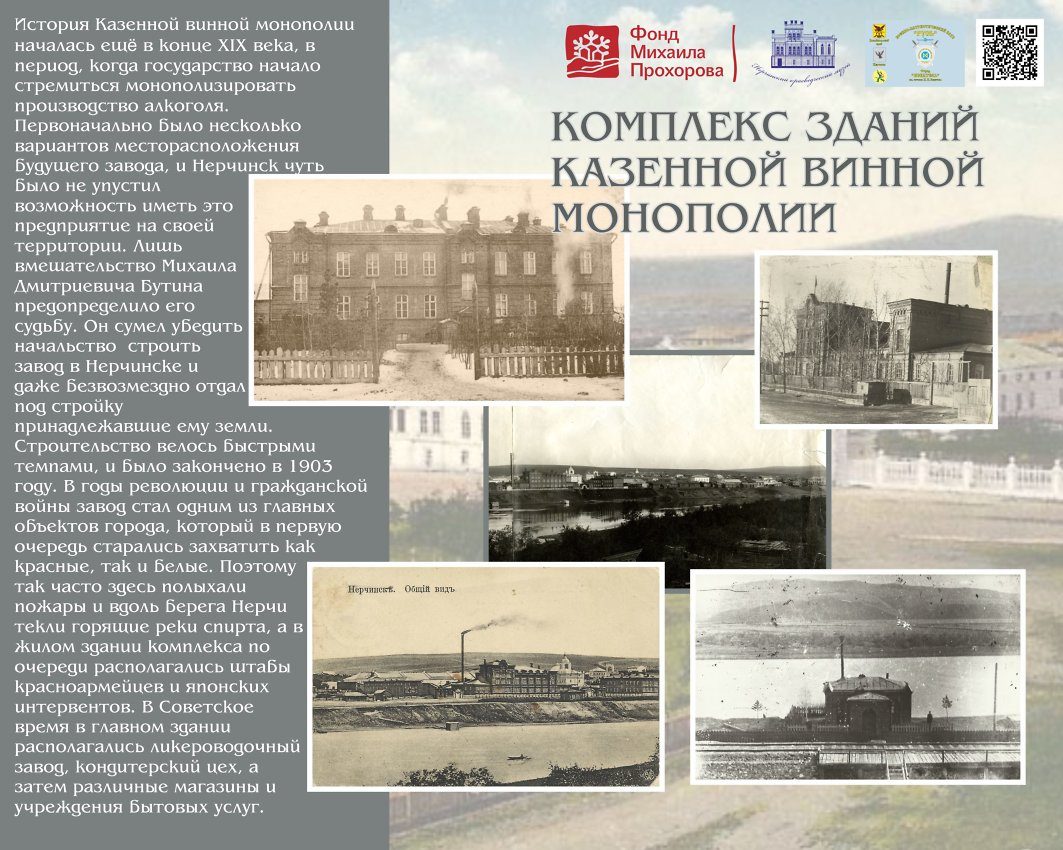 История Казенной винной монополии
началась ещё в конце XIX века, в
период, когда государство начало
стремиться монополизировать
производство алкоголя.
Первоначально было несколько
вариантов месторасположения
будущего завода, и Нерчинск чуть
было не упустил
возможность иметь это
предприятие на своей
территории. Лишь
вмешательство Михаила
Дмитриевича Бутина
предопределило его
судьбу. Он сумел убедить
начальство строить
завод в Нерчинске и
даже безвозмездно отдал
под стройку
принадлежавшие ему земли.
Строительство велось быстрыми
темпами, и было закончено в 1903
году. В годы революции и гражданской
войны завод стал одним из главных
объектов города, который в первую
очередь старались захватить как
красные, так и белые. Поэтому
так часто здесь полыхали
пожары и вдоль берега Нерчи
текли горящие реки спирта, а в
жилом здании комплекса по
очереди располагались штабы
красноармейцев и японских
интервентов. В Советское
время в главном здании
располагались ликероводочный
завод, кондитерский цех, а
затем различные магазины и
учреждения бытовых услуг.
Фонд
Михаила
Прохорова
КОМПЛЕКС ЗДАНИЙ
КАЗЕННОЙ ВИННОЙ
МОНОПОЛИИ
Нерчинскъ. Общій видъ.